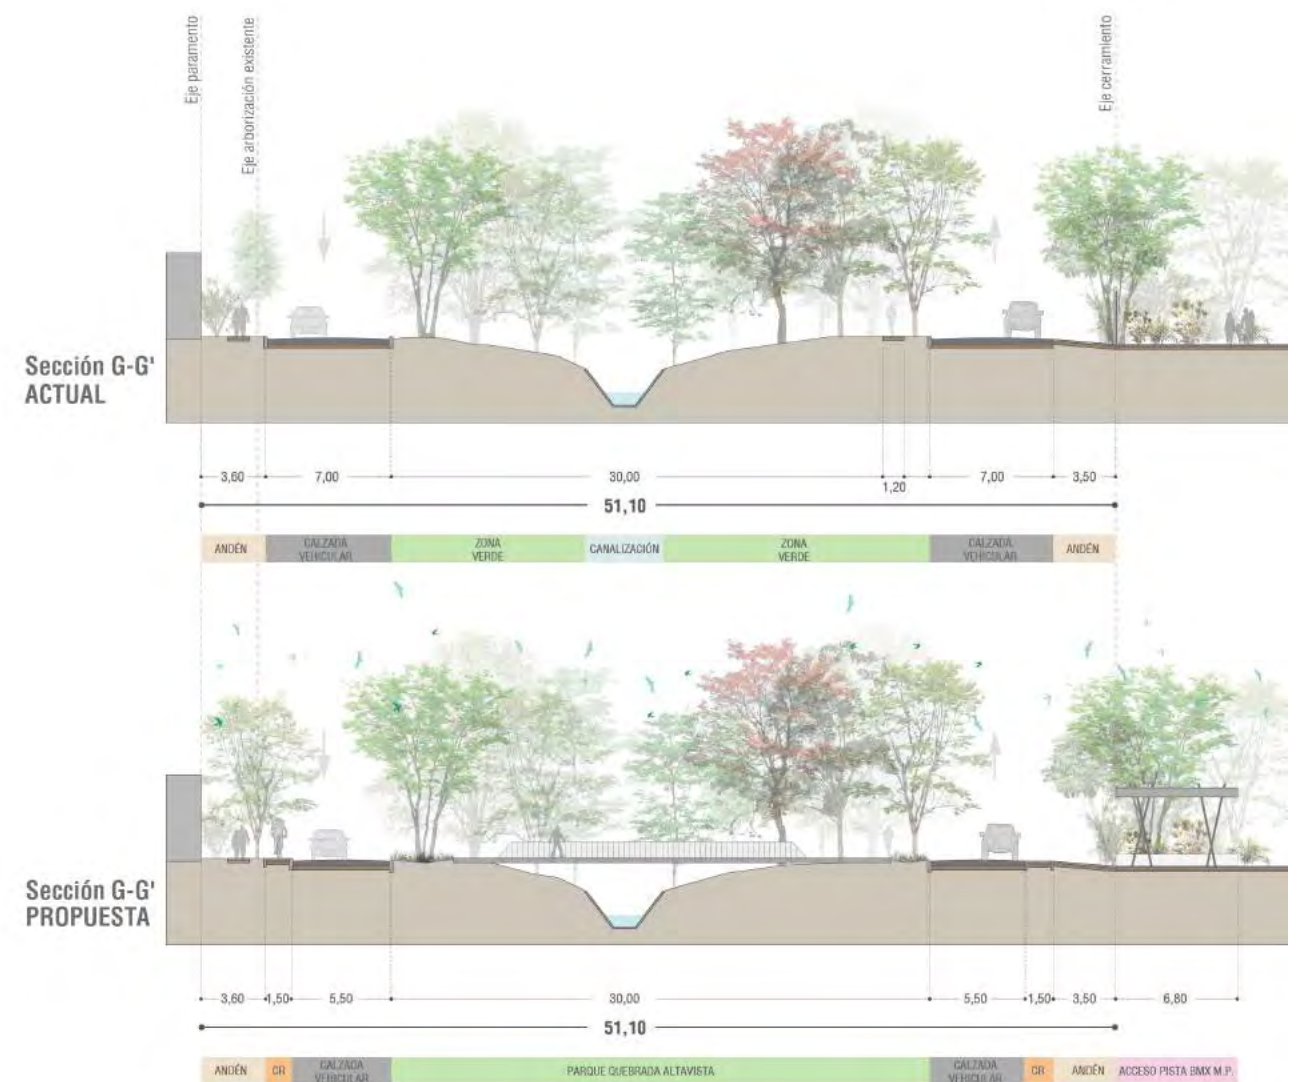 Eje paramento
Eje arborización existente
Eje cerramiento
Sección G-G'
ACTUAL
3,60 7,00 30,00 1,20 7,00 3,50
51,10
ANDÉN
CALZADA
VEHICULAR
ZONA
VERDE
CANALIZACIÓN
ZONA
VERDE
CALZADA
VEHICULAR
ANDÉN
Sección G-G'
PROPUESTA
3,60 1,50 5,50 30,00 5,50 1,50 3,50 6,80
51,10
ANDÉN
CR
CALZADA
VEHICULAR
PARQUE QUEBRADA ALTAVISTA
CALZADA
VEHICULAR
CR
ANDÉN
ACCESO PISTA BMX M.P.